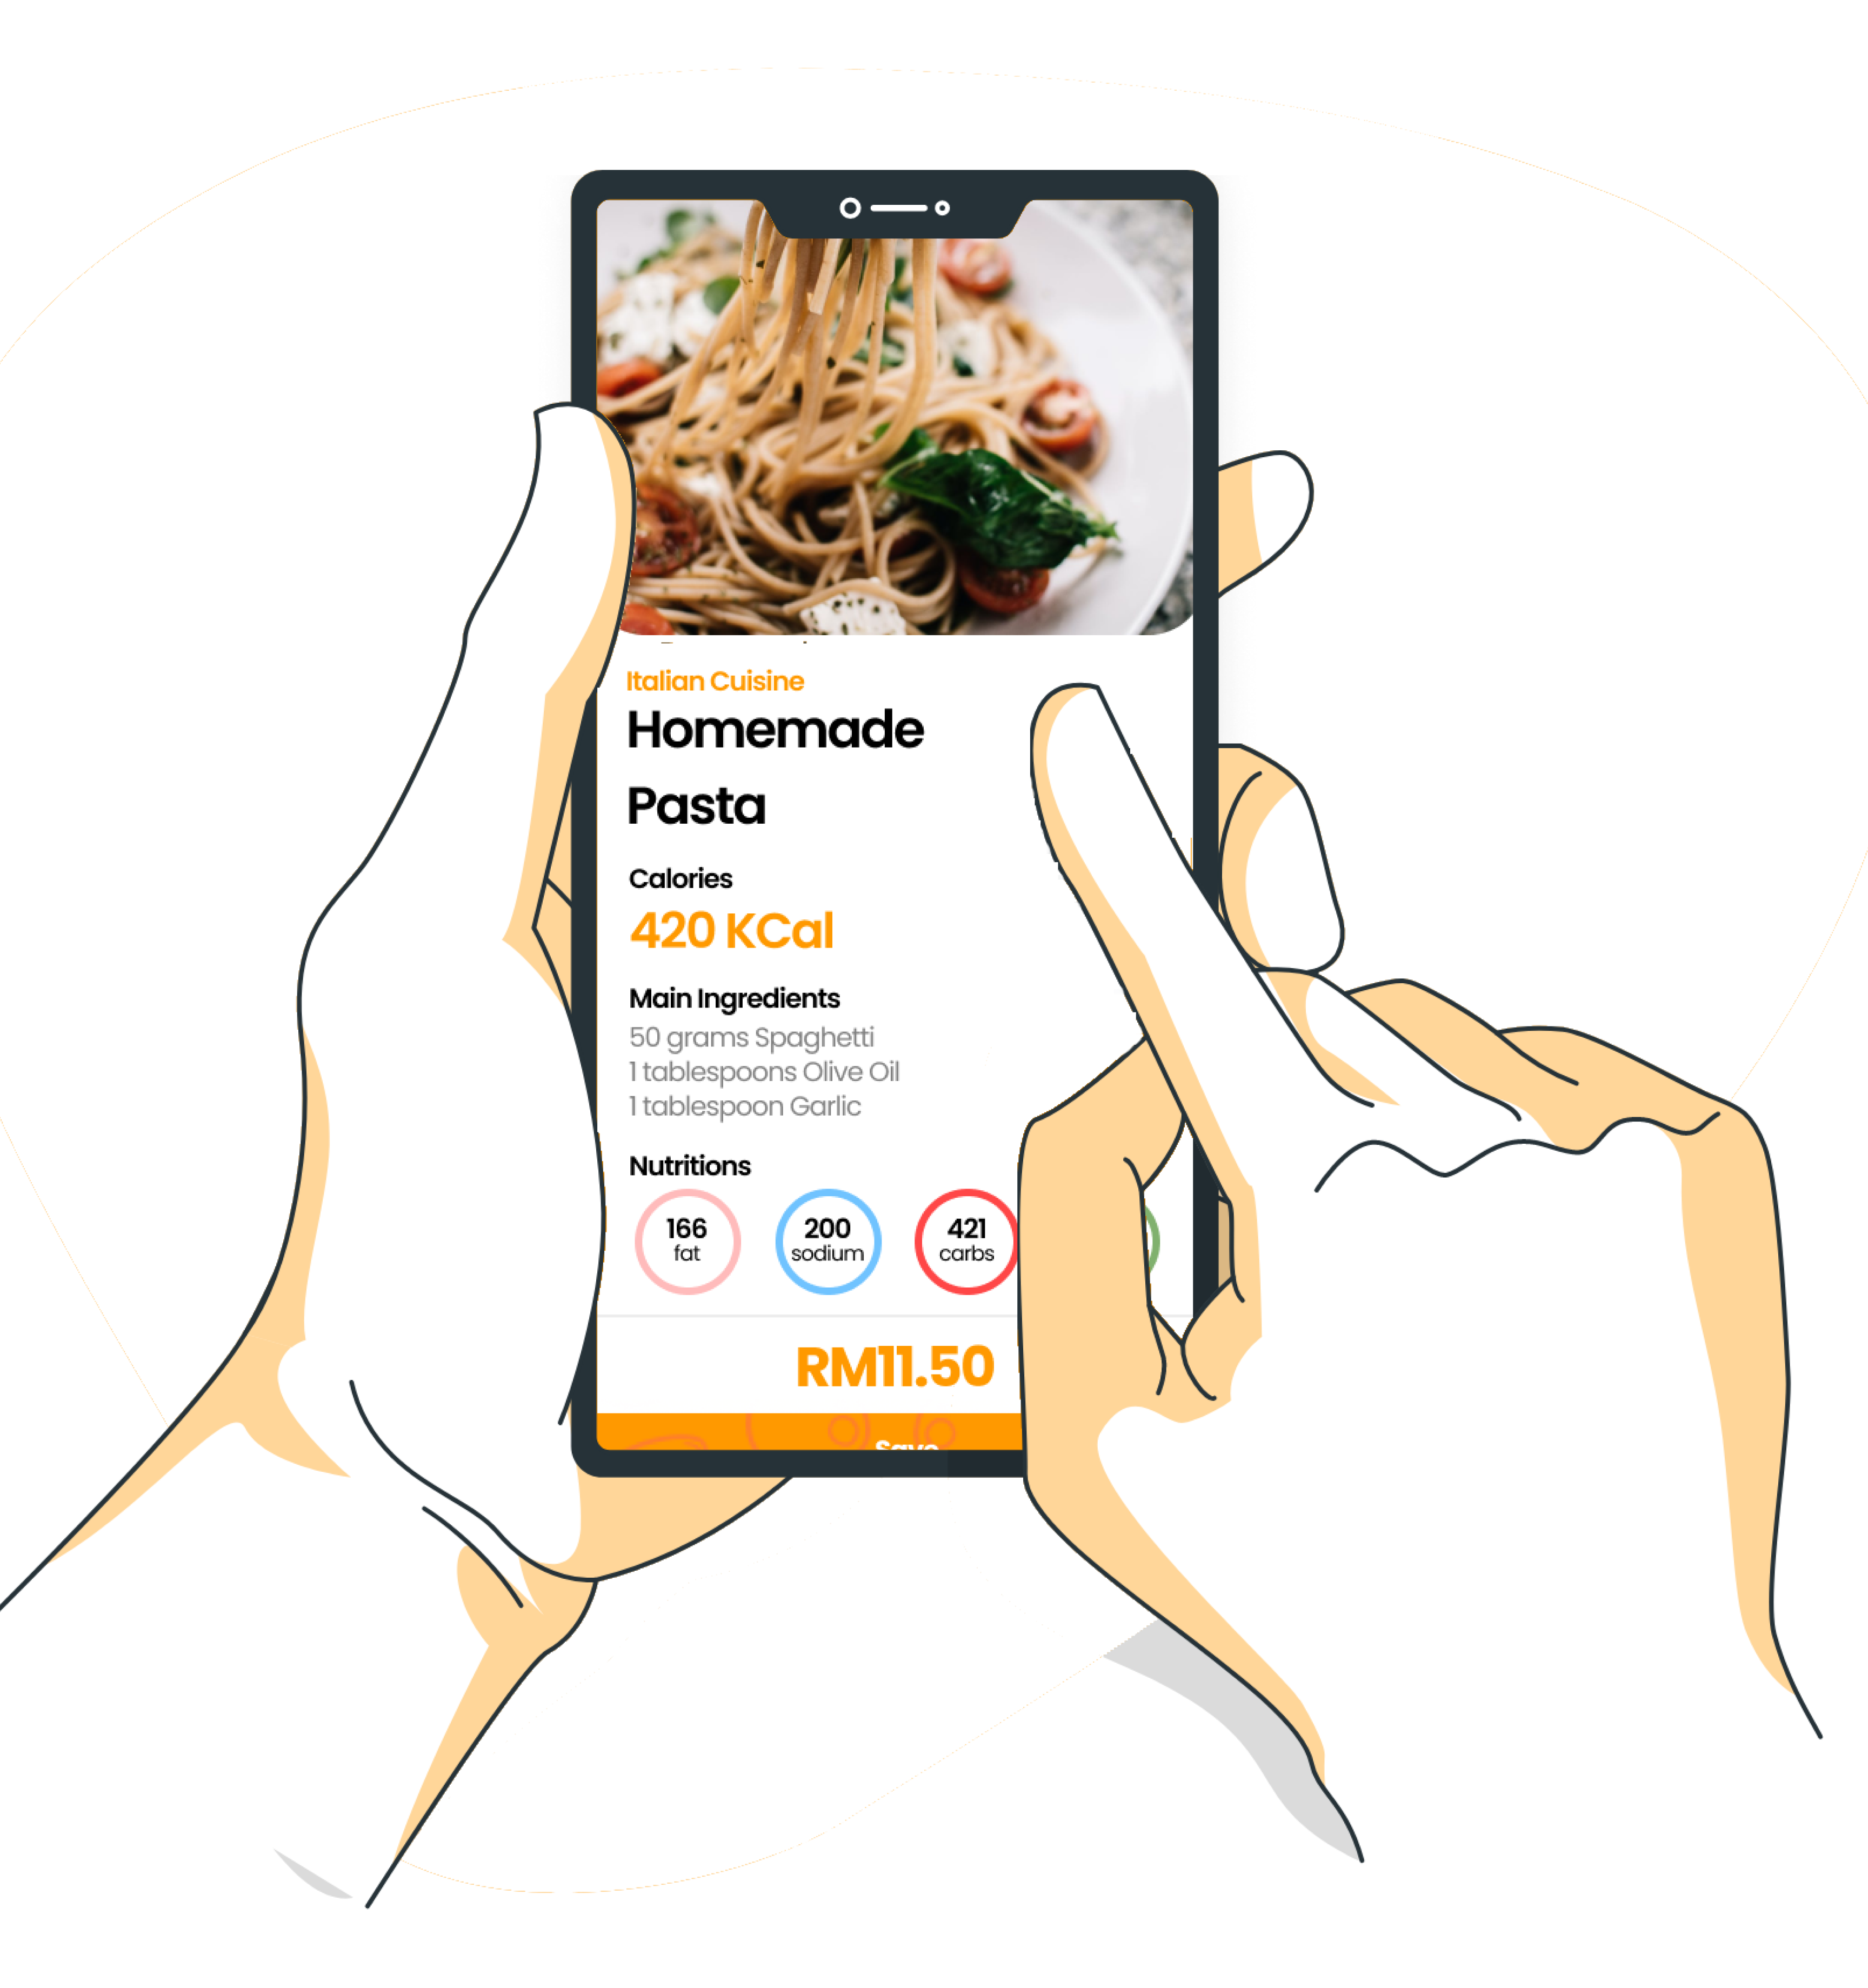 Italian Cuisine
Homemade
Pasta
Calories
420 KCal
Main Ingredients
50 grams Spaghetti
1 tablespoons Olive Oil
1 tablespoon Garlic
Nutritions
166 200 421
fat sodium carbs
RM11.50
Save